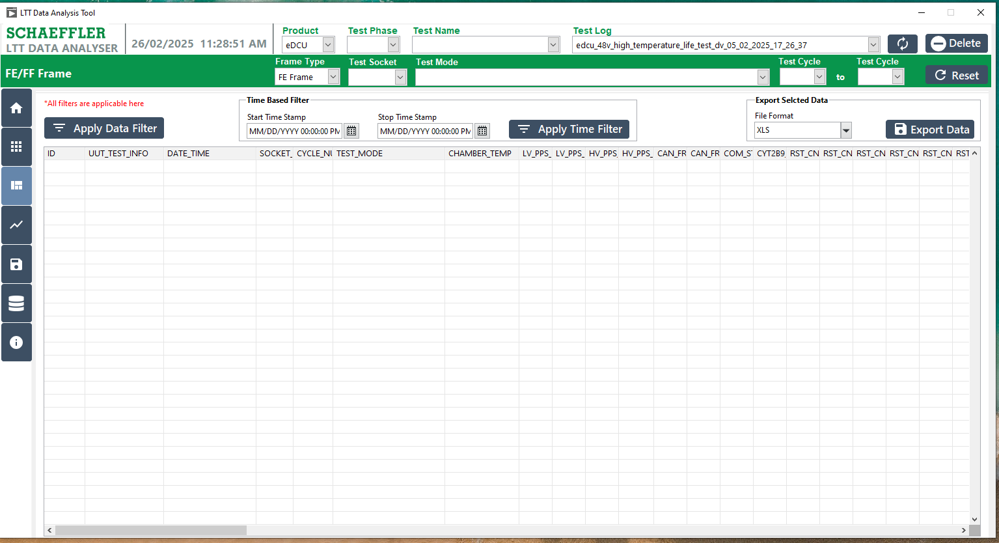 LTT Data Analysis Tool
SCHAEFFLER
LTT DATA ANALYSER
26/02/2025 11:28:51 AM
Product
eDCU
Test Phase
Test Name
Test Log
edcu_48v_high_temperature_life_test_dv_05_02_2025_17_26_37
Delete
FE/FF Frame
Frame Type
FE Frame
Test Socket
Test Mode
Test Cycle
to
Test Cycle
Reset
*All filters are applicable here
Apply Data Filter
Time Based Filter
Start Time Stamp
MM/DD/YYYY 00:00:00 PM
Stop Time Stamp
MM/DD/YYYY 00:00:00 PM
Apply Time Filter
Export Selcted Data
File Format
XLS
Export Data
ID UUT_TEST_INFO DATE_TIME SOCKET_ CYCLE_NU TEST_MODE CHAMBER_TEMP LV_PPS_ LV_PPS_ HV_PPS_ HV_PPS_ CAN_FR CAN_FR COM_ST CYT2B9_ RST_CN RST_CN RST_CN RST_CN RST_CN RST